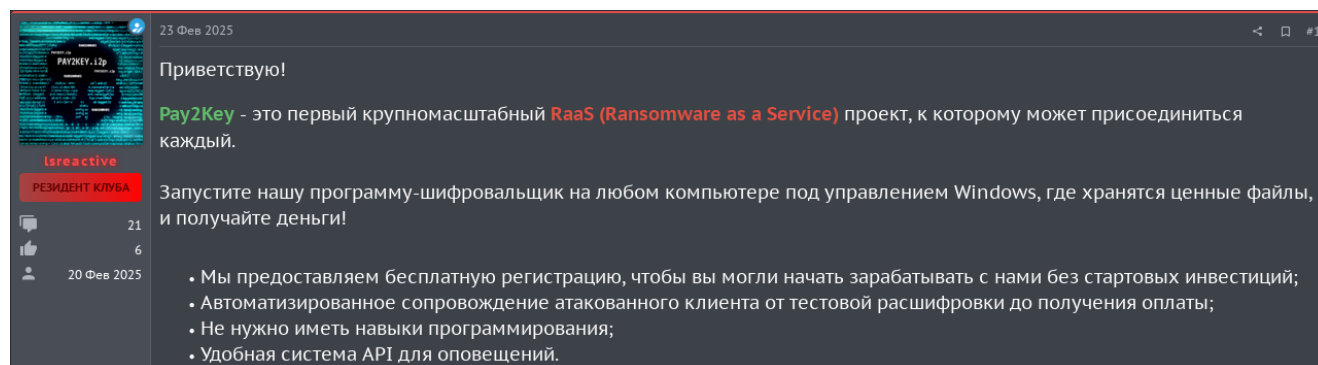 23 Фев 2025
#1
PAY2KEY.i2p
Isreactive
РЕЗИДЕНТ КЛУБА
21
6
20 Фев 2025
Приветствую!
Pay2Key - это первый крупномасштабный RaaS (Ransomware as a Service) проект, к которому может присоединиться
каждый.
Запустите нашу программу-шифровальщик на любом компьютере под управлением Windows, где хранятся ценные файлы,
и получайте деньги!
• Мы предоставляем бесплатную регистрацию, чтобы вы могли начать зарабатывать с нами без стартовых инвестиций;
• Автоматизированное сопровождение атакованного клиента от тестовой расшифровки до получения оплаты;
• Не нужно иметь навыки программирования;
• Удобная система API для оповещений.